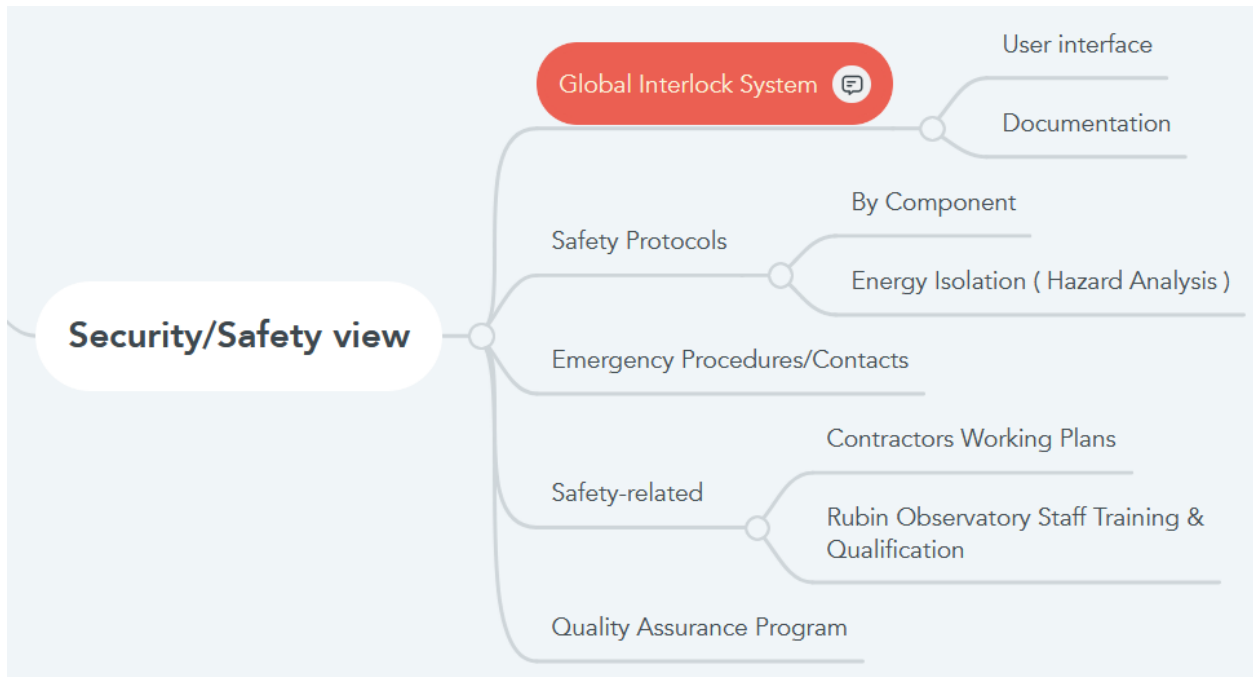 User interface
Global Interlock System
Documentation
By Component
Safety Protocols
Energy Isolation ( Hazard Analysis )
Security/Safety view
Emergency Procedures/Contacts
Contractors Working Plans
Safety-related
Rubin Observatory Staff Training &
Qualification
Quality Assurance Program